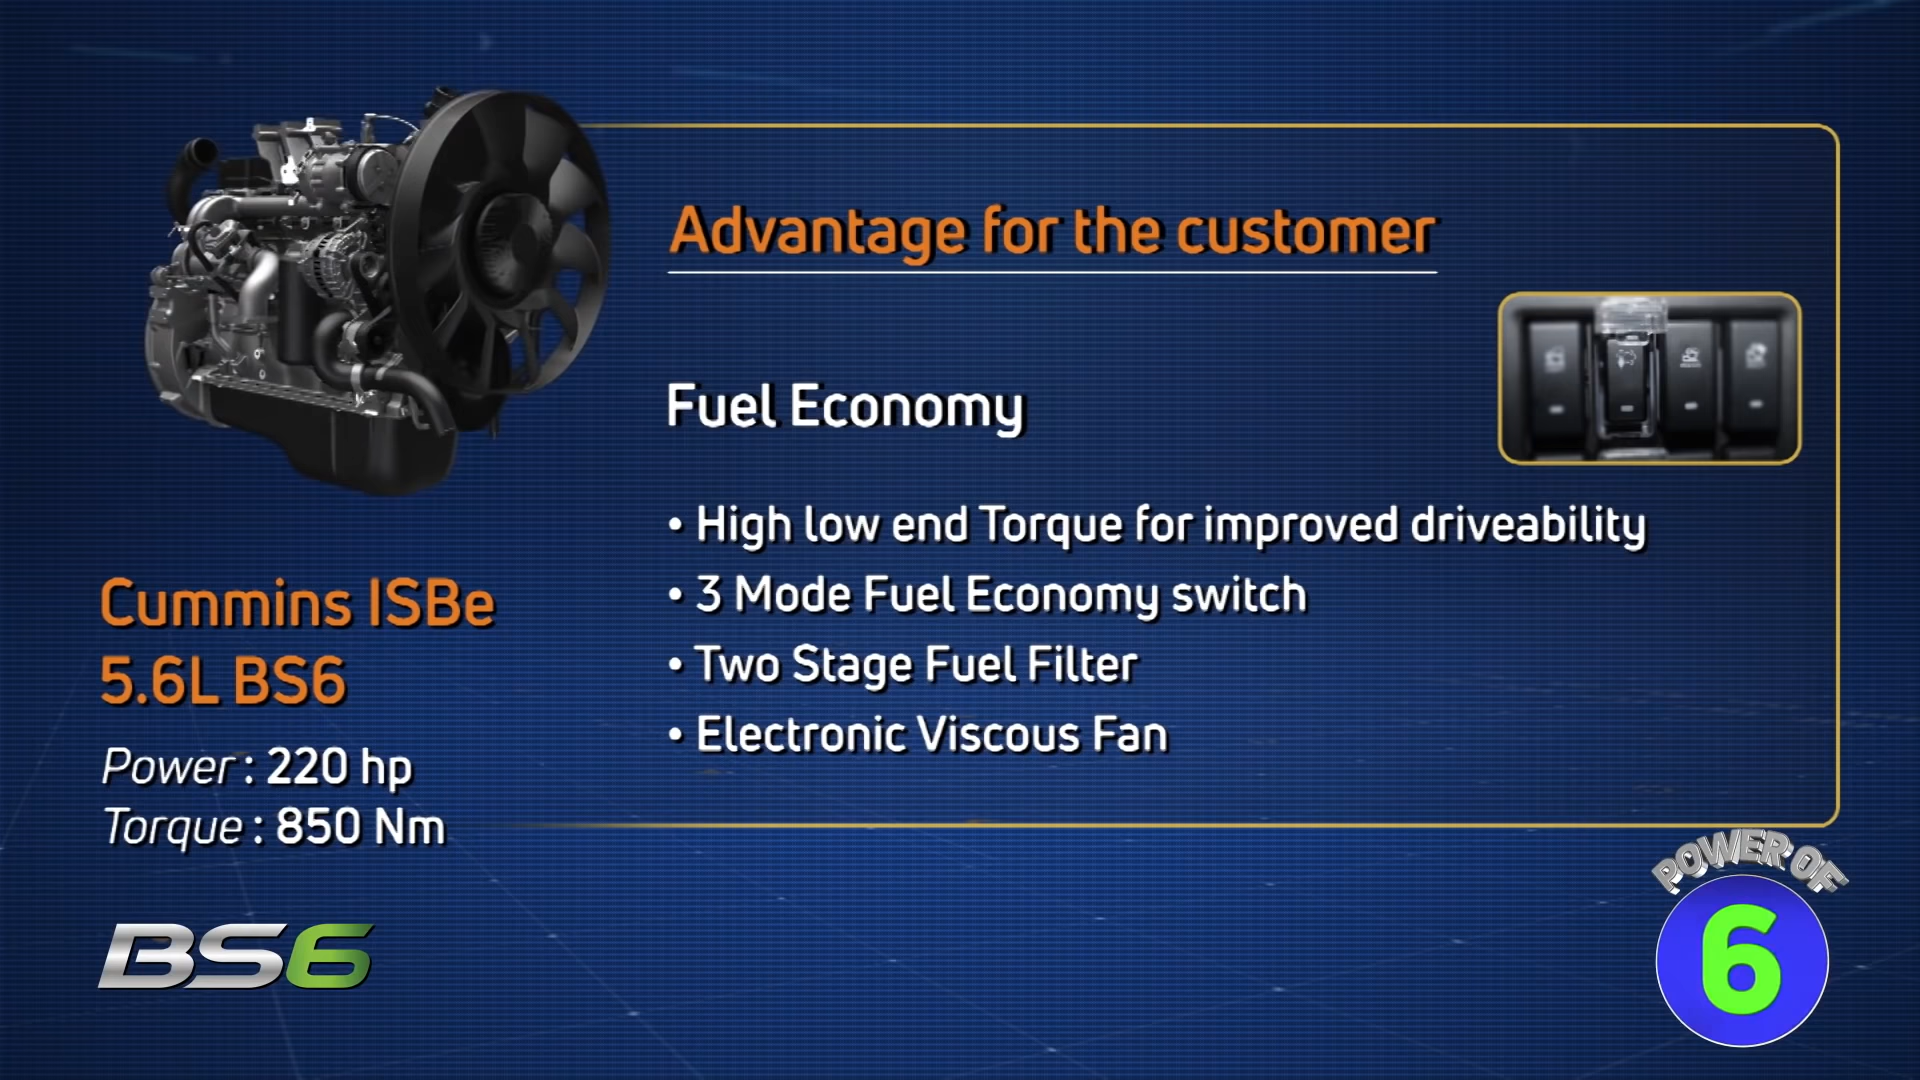 Advantage for the customer
Fuel Economy
• High low end Torque for improved driveability
• 3 Mode Fuel Economy switch
• Two Stage Fuel Filter
• Electronic Viscous Fan
Cummins ISBe
5.6L BS6
Power : 220 hp
Torque : 850 Nm
BS6
POWER OF
6